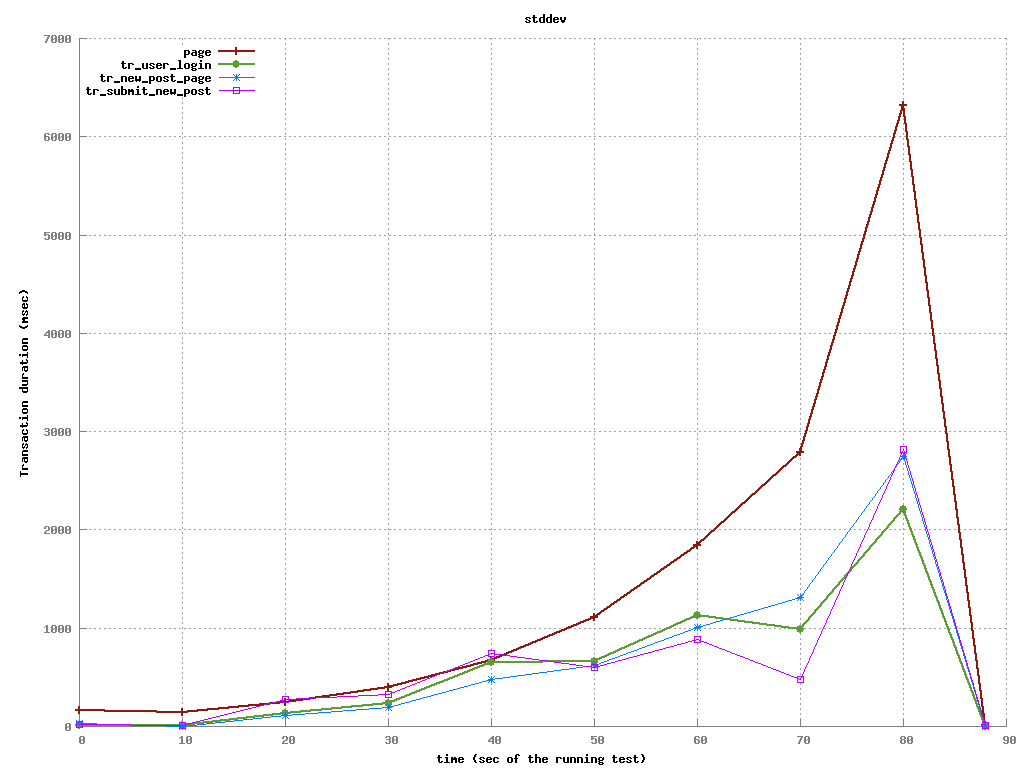 stddev
7000
6000
5000
4000
3000
2000
1000
0
page
tr_user_login
tr_new_post_page
tr_submit_new_post
Transaction duration (msec)
0 10 20 30 40 50 60 70 80 90
time (sec of the running test)